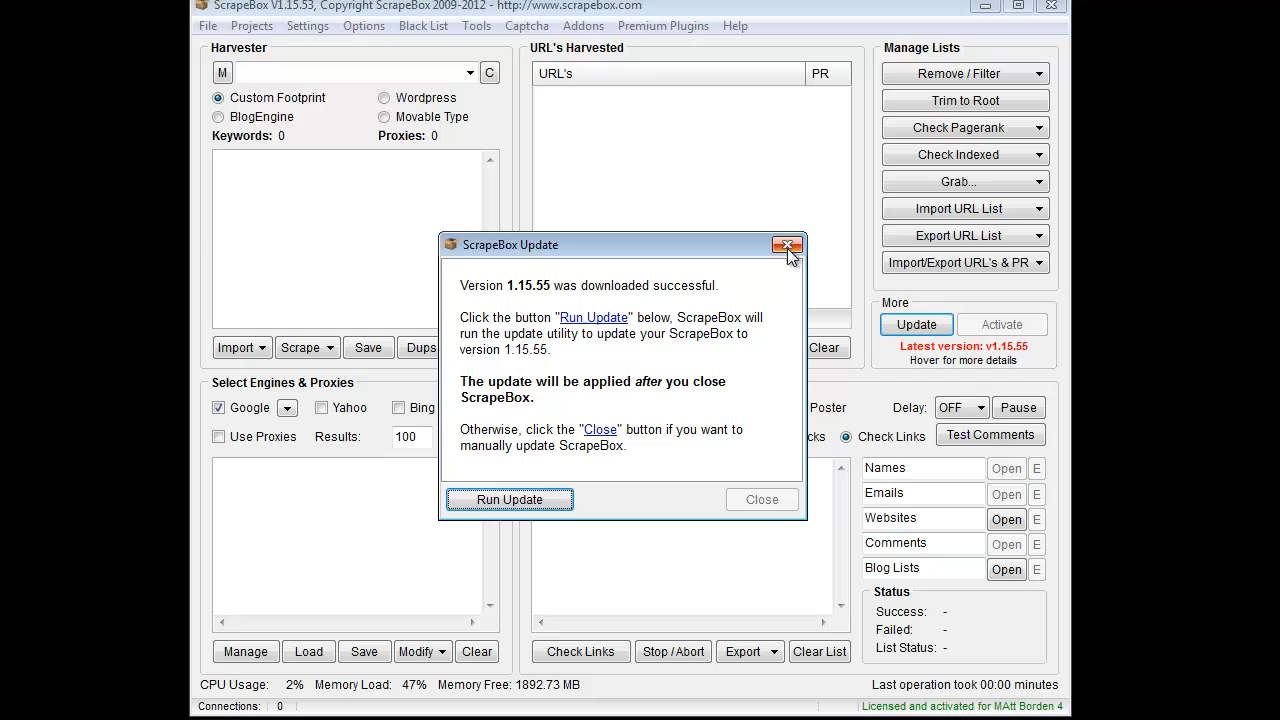 ScrapeBox V1.15.53, Copyright ScrapeBox 2009-2012 - http://www.scrapebox.com
File Projects Settings Options Black List Tools Captcha Addons Premium Plugins Help
Harvester
M
C
Custom Footprint
Wordpress
BlogEngine
Movable Type
Keywords: 0 Proxies: 0
Import Scrape Save Dups
URL's Harvested
URL's PR
Clear
Manage Lists
Remove / Filter
Trim to Root
Check Pagerank
Check Indexed
Grab...
Import URL List
Export URL List
Import/Export URL's & PR
More
Update Activate
Latest version: v1.15.55
Hover for more details
ScrapeBox Update
Version 1.15.55 was downloaded successful.
Click the button "Run Update" below, ScrapeBox will
run the update utility to update your ScrapeBox to
version 1.15.55.
The update will be applied after you close
ScrapeBox.
Otherwise, click the "Close" button if you want to
manually update ScrapeBox.
Run Update Close
Select Engines & Proxies
Google Yahoo Bing
Use Proxies Results: 100
Manage Load Save Modify Clear
Poster Delay: OFF Pause
cks Check Links Test Comments
Names Open E
Emails Open E
Websites Open E
Comments Open E
Blog Lists Open E
Status
Success: -
Failed: -
List Status: -
Check Links Stop / Abort Export Clear List
CPU Usage: 2% Memory Load: 47% Memory Free: 1892.73 MB Last operation took 00:00 minutes
Connections: 0 Licensed and activated for MAtt Borden 4